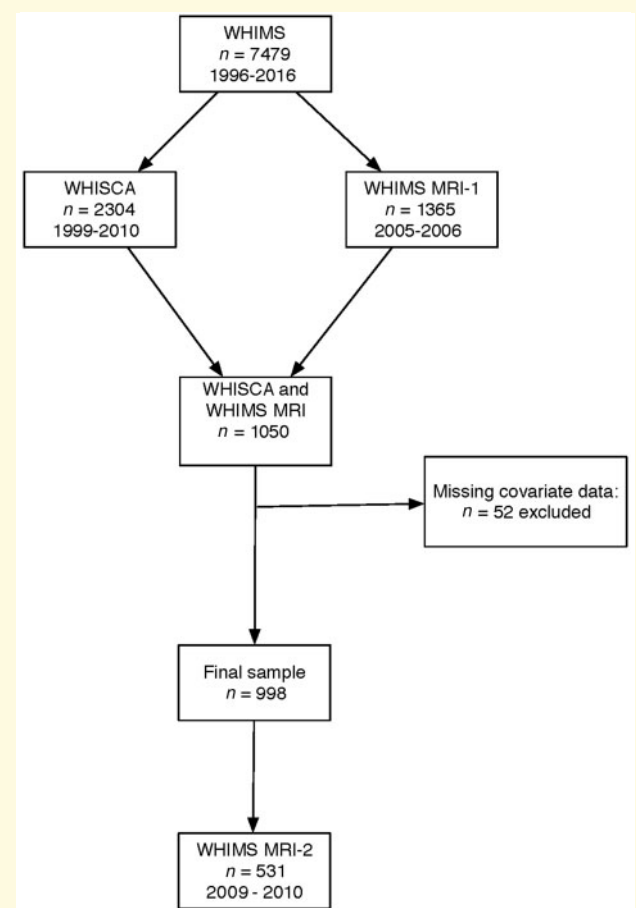 WHIMS
n = 7479
1996-2016
WHISCA
n = 2304
1999-2010
WHIMS MRI-1
n = 1365
2005-2006
WHISCA and
WHIMS MRI
n = 1050
Missing covariate data:
n = 52 excluded
Final sample
n = 998
WHIMS MRI-2
n = 531
2009 - 2010